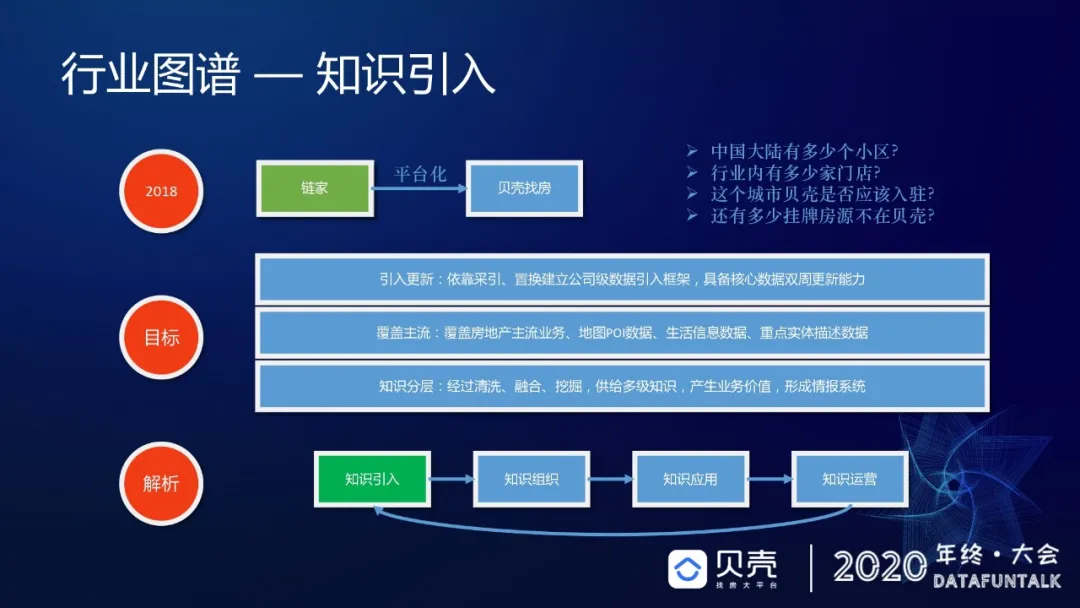 行业图谱 — 知识引入
2018
链家
平台化
贝壳找房
中国大陆有多少个小区?
行业内有多少家门店?
这个城市贝壳是否应该入驻?
还有多少挂牌房源不在贝壳?
目标
引入更新：依靠采引、置换建立公司级数据引入框架，具备核心数据双周更新能力
覆盖主流：覆盖房地产主流业务、地图POI数据、生活信息数据、重点实体描述数据
知识分层：经过清洗、融合、挖掘，供给多级知识，产生业务价值，形成情报系统
解析
知识引入
知识组织
知识应用
知识运营
贝壳
找房大平台
2020
年终·大会
DATAFUNTALK